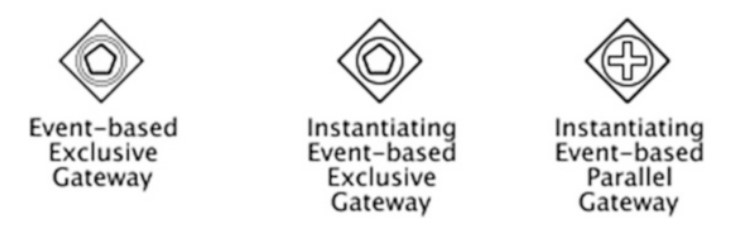 Event-based
Exclusive
Gateway
Instantiating
Event-based
Exclusive
Gateway
Instantiating
Event-based
Parallel
Gateway